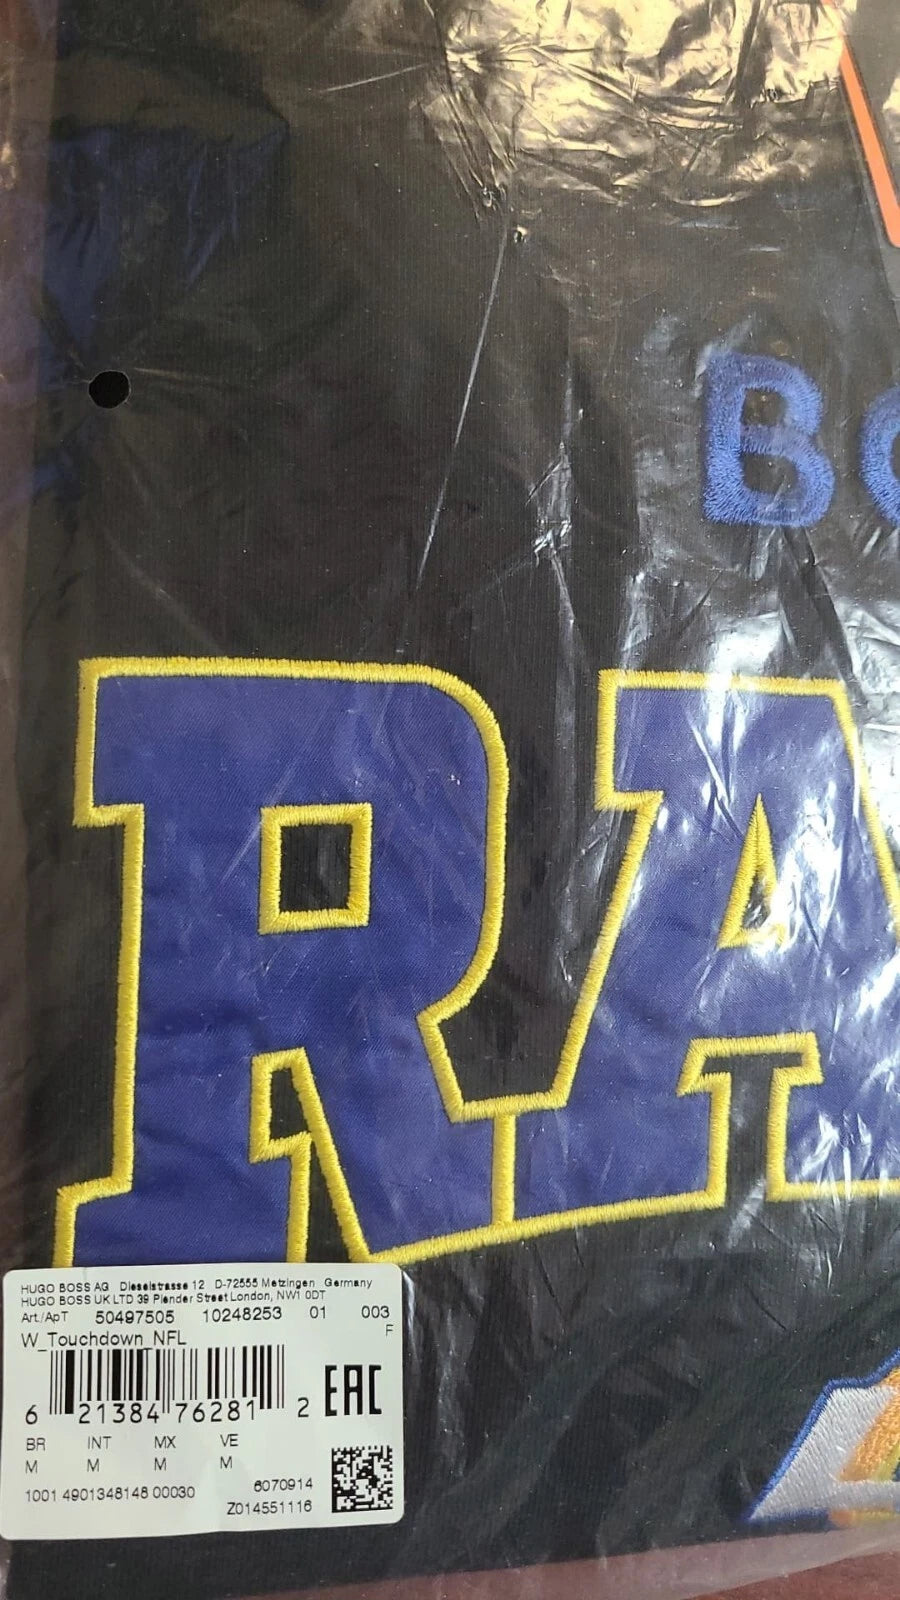 BO
RA
HUGO BOSS AG Dieselstrasse 12 D-72555 Metzingen Germany
HUGO BOSS UK LTD 39 Plender Street London, NW1 0DT
Art./ApT 50497505 10248253 01 003
F
W_Touchdown_NFL
6 21384 76281 2 EAC
BR INT MX VE
M M M M
1001 4901348148 00030 6070914
Z014551116